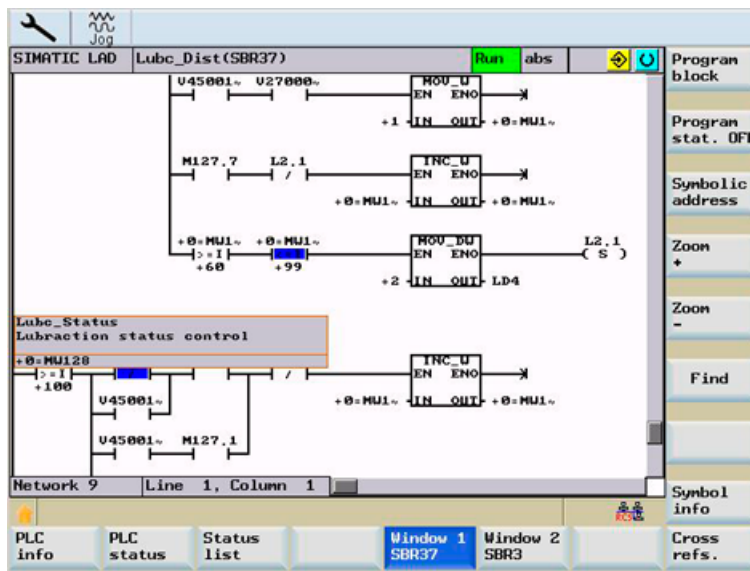 Jog
SIMATIC LAD Lubc_Dist(SBR37) Run abs
V45001~ V27000~ MOV_W
EN ENO
+1 IN OUT +0=MW1~
M127.7 L2.1 INC_W
/ EN ENO
+0=MW1~ IN OUT +0=MW1~
+0=MW1~ +0=MW1~ MOV_DW L2.1
>=I EN ENO ( S )
+60 +99
+2 IN OUT LD4
Lubc_Status
Lubraction status control
+0=MW128 INC_W
>=I / EN ENO
+100
V45001~ +0=MW1~ IN OUT +0=MW1~
V45001~ M127.1
Network 9 Line 1, Column 1
Program
block
Program
stat. OFF
Symbolic
address
Zoom
+
Zoom
-
Find
Symbol
info
Cross
refs.
PLC
info
PLC
status
Status
list
Window 1
SBR37
Window 2
SBR3